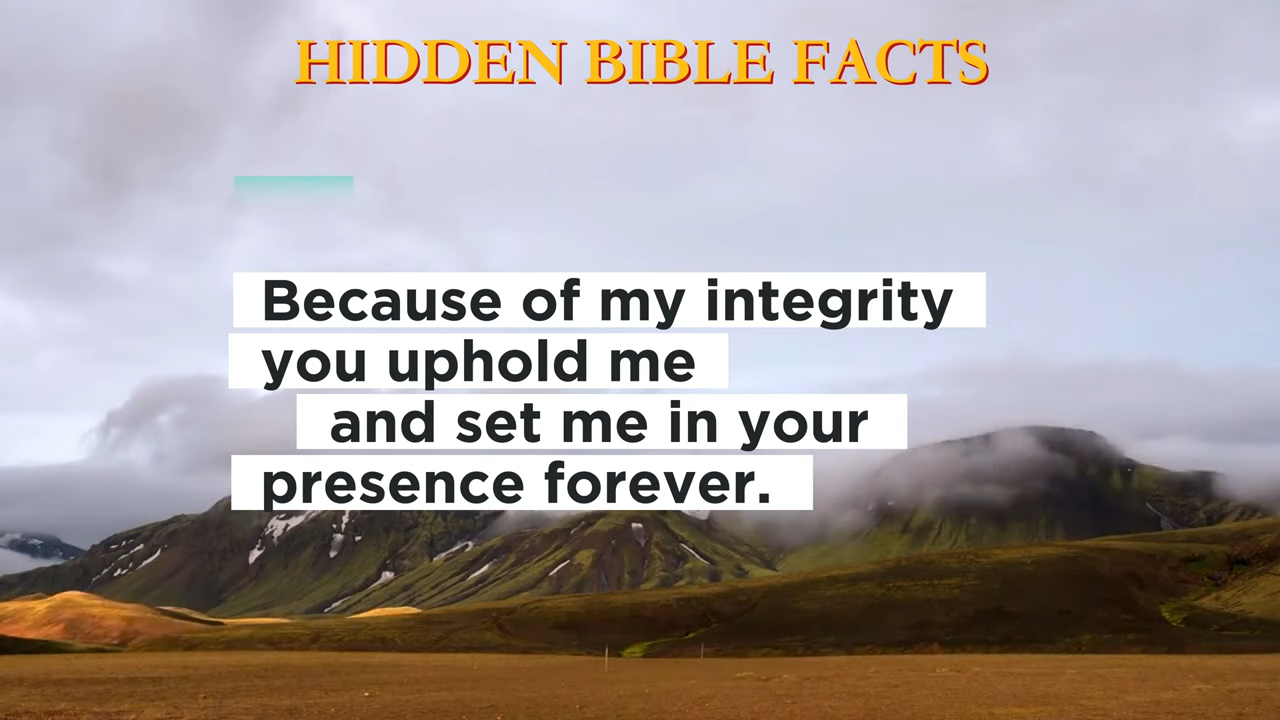 HIDDEN BIBLE FACTS
Because of my integrity
you uphold me
and set me in your
presence forever.